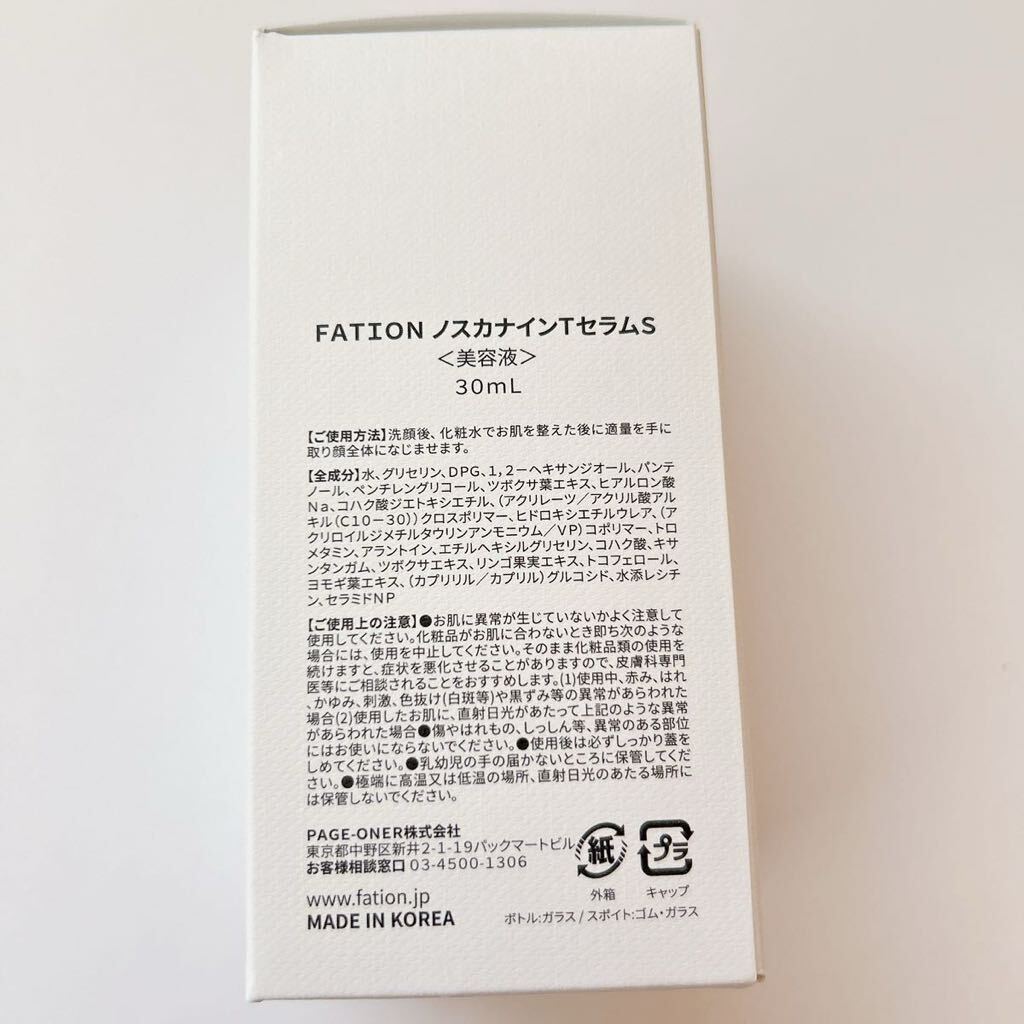 FATION ノスカナインTセラムS
＜美容液＞
30mL
【ご使用方法】洗顔後、化粧水でお肌を整えた後に適量を手に
取り顔全体になじませます。
【全成分】水、グリセリン、DPG、1，2－ヘキサンジオール、パンテ
ノール、ペンチレングリコール、ツボクサ葉エキス、ヒアルロン酸
Na、コハク酸ジエトキシエチル、（アクリレーツ／アクリル酸アル
キル（C10－30））クロスポリマー、ヒドロキシエチルウレア、（ア
クリロイルジメチルタウリンアンモニウム／VP）コポリマー、トロ
メタミン、アラントイン、エチルヘキシルグリセリン、コハク酸、キサ
ンタンガム、ツボクサエキス、リンゴ果実エキス、トコフェロール、
ヨモギ葉エキス、（カプリリル／カプリル）グルコシド、水添レシチ
ン、セラミドNP
【ご使用上の注意】●お肌に異常が生じていないかよく注意して
使用してください。化粧品がお肌に合わないとき即ち次のような
場合には、使用を中止してください。そのまま化粧品類の使用を
続けますと、症状を悪化させることがありますので、皮膚科専門
医等にご相談されることをおすすめします。(1)使用中、赤み、はれ
、かゆみ、刺激、色抜け(白斑等)や黒ずみ等の異常があらわれた
場合(2)使用したお肌に、直射日光があたって上記のような異常
があらわれた場合●傷やはれもの、しっしん等、異常のある部位
にはお使いにならないでください。●使用後は必ずしっかり蓋を
しめてください。●乳幼児の手の届かないところに保管してくだ
さい。●極端に高温又は低温の場所、直射日光のあたる場所に
は保管しないでください。
PAGE-ONER株式会社
東京都中野区新井2-1-19パックマートビル
お客様相談窓口 03-4500-1306
www.fation.jp
MADE IN KOREA
紙 プラ
外箱 キャップ
ボトル:ガラス / スポイト:ゴム・ガラス